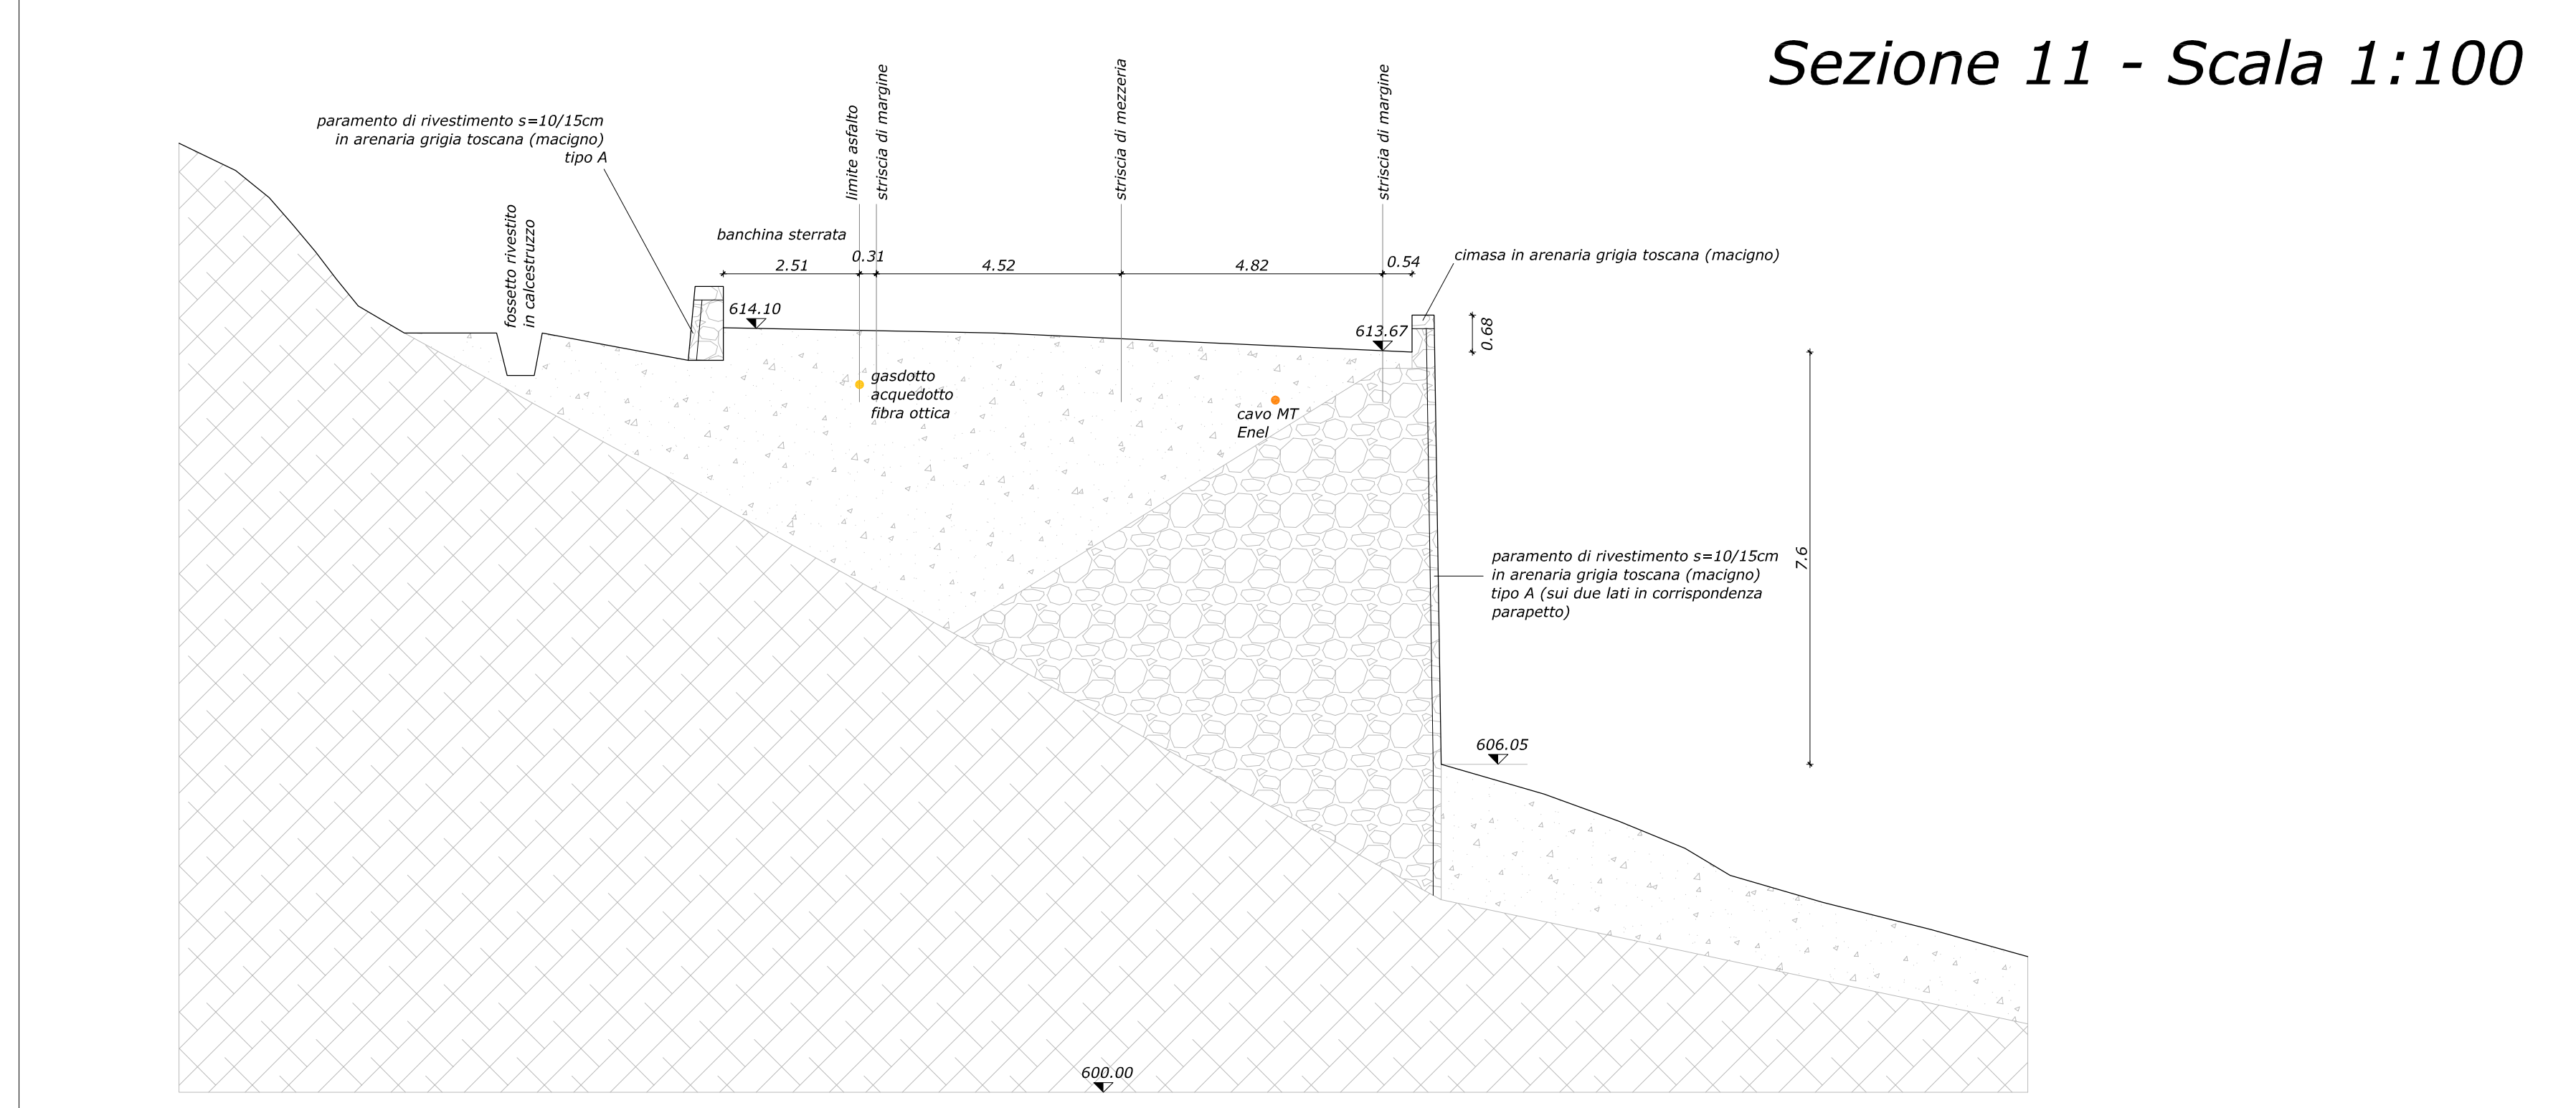 Sezione 11 - Scala 1:100
paramento di rivestimento s=10/15cm
in arenaria grigia toscana (macigno)
tipo A
fossetto rivestito
in calcestruzzo
limite asfalto
striscia di margine
striscia di mezzeria
striscia di margine
banchina sterrata
2.51
0.31
4.52
4.82
0.54
cimasa in arenaria grigia toscana (macigno)
614.10
613.67
0.68
gasdotto
acquedotto
fibra ottica
cavo MT
Enel
paramento di rivestimento s=10/15cm
in arenaria grigia toscana (macigno)
tipo A (sui due lati in corrispondenza
parapetto)
7.6
606.05
600.00